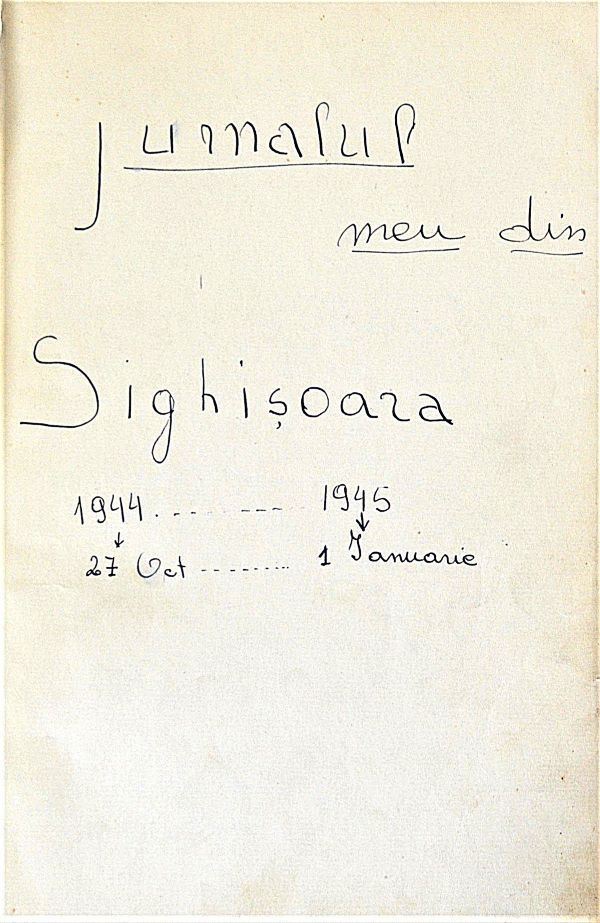 Jurnalul
meu din
Sighișoara
1944.-------- 1945
↓ ↓
27 Oct --------- 1 Ianuarie